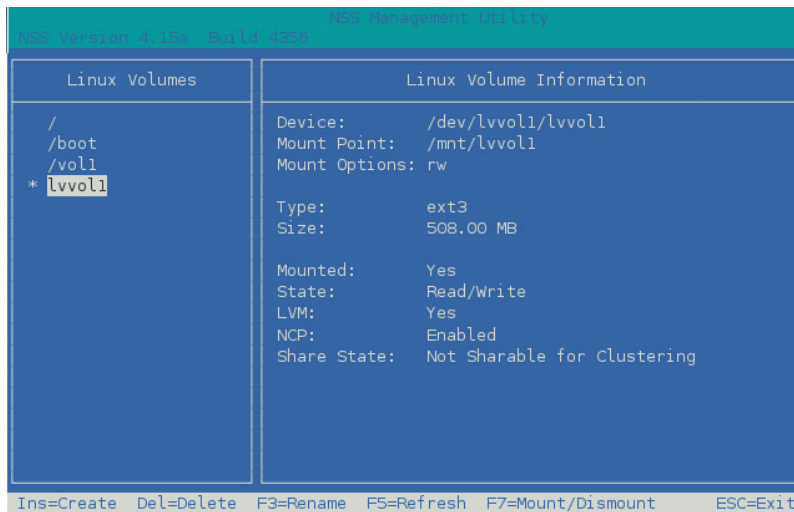 NSS Management Utility
NSS Version 4.15a Build 4356
Linux Volumes
/
/boot
/vol1
* lvvol1
Linux Volume Information
Device: /dev/lvvol1/lvvol1
Mount Point: /mnt/lvvol1
Mount Options: rw
Type: ext3
Size: 508.00 MB
Mounted: Yes
State: Read/Write
LVM: Yes
NCP: Enabled
Share State: Not Sharable for Clustering
Ins=Create Del=Delete F3=Rename F5=Refresh F7=Mount/Dismount ESC=Exit